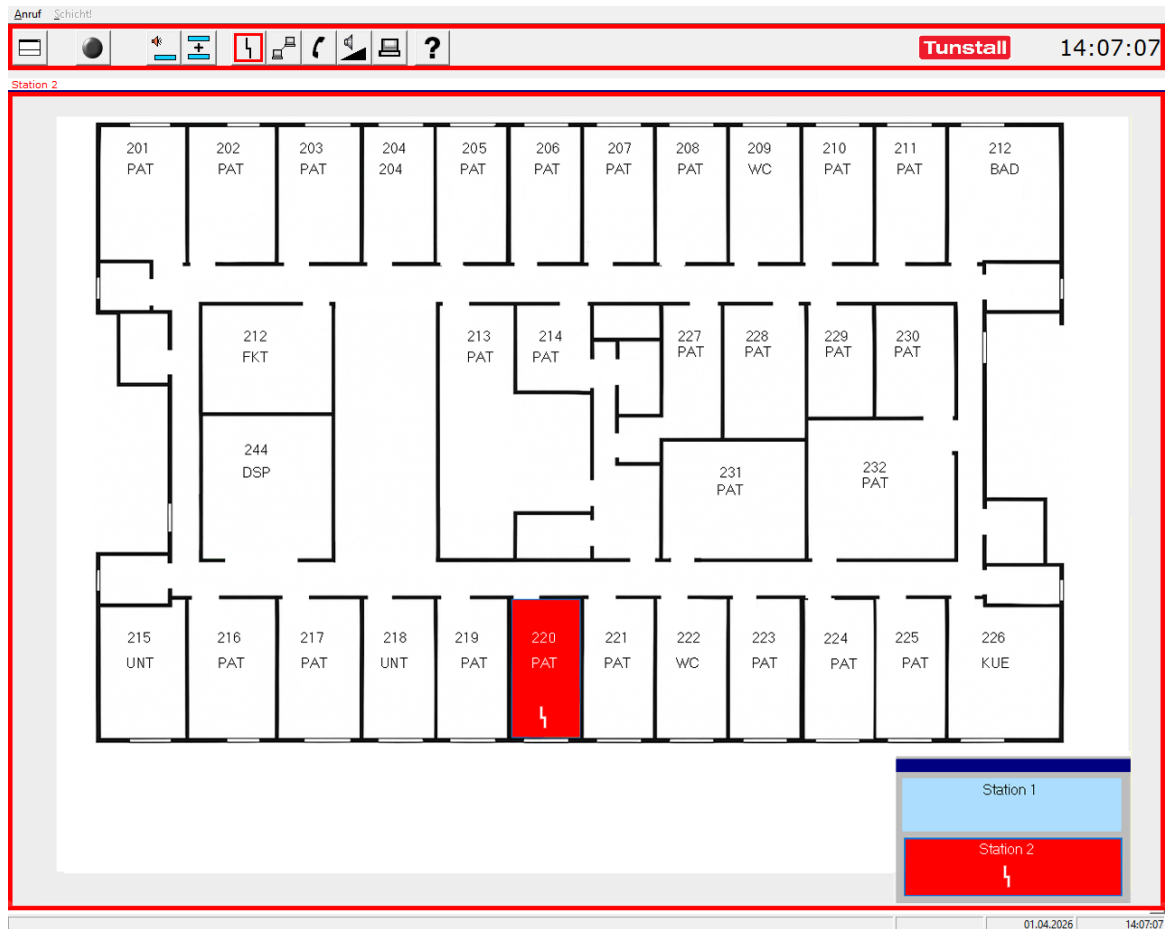 Anruf Schicht!
? Tunstall 14:07:07
Station 2
201 202 203 204 205 206 207 208 209 210 211 212
PAT PAT PAT 204 PAT PAT PAT PAT WC PAT PAT BAD
212 213 214 227 228 229 230
FKT PAT PAT PAT PAT PAT PAT
244
DSP
231 232
PAT PAT
215 216 217 218 219 220 221 222 223 224 225 226
UNT PAT PAT UNT PAT PAT PAT WC PAT PAT PAT KUE
Station 1
Station 2
01.04.2026 14:07:07